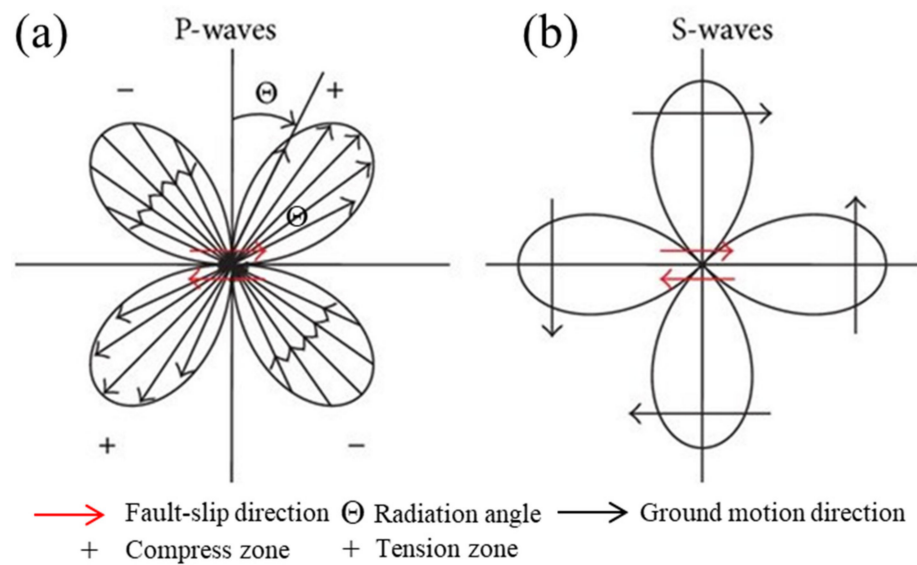 (a) P-waves (b) S-waves
− Θ +
Θ
+ −
Fault-slip direction Θ Radiation angle Ground motion direction
+ Compress zone + Tension zone